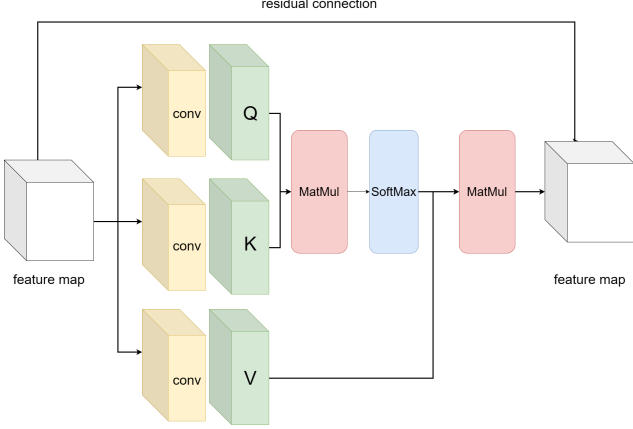 residual connection
conv
Q
MatMul
SoftMax
MatMul
conv
K
feature map
feature map
conv
V